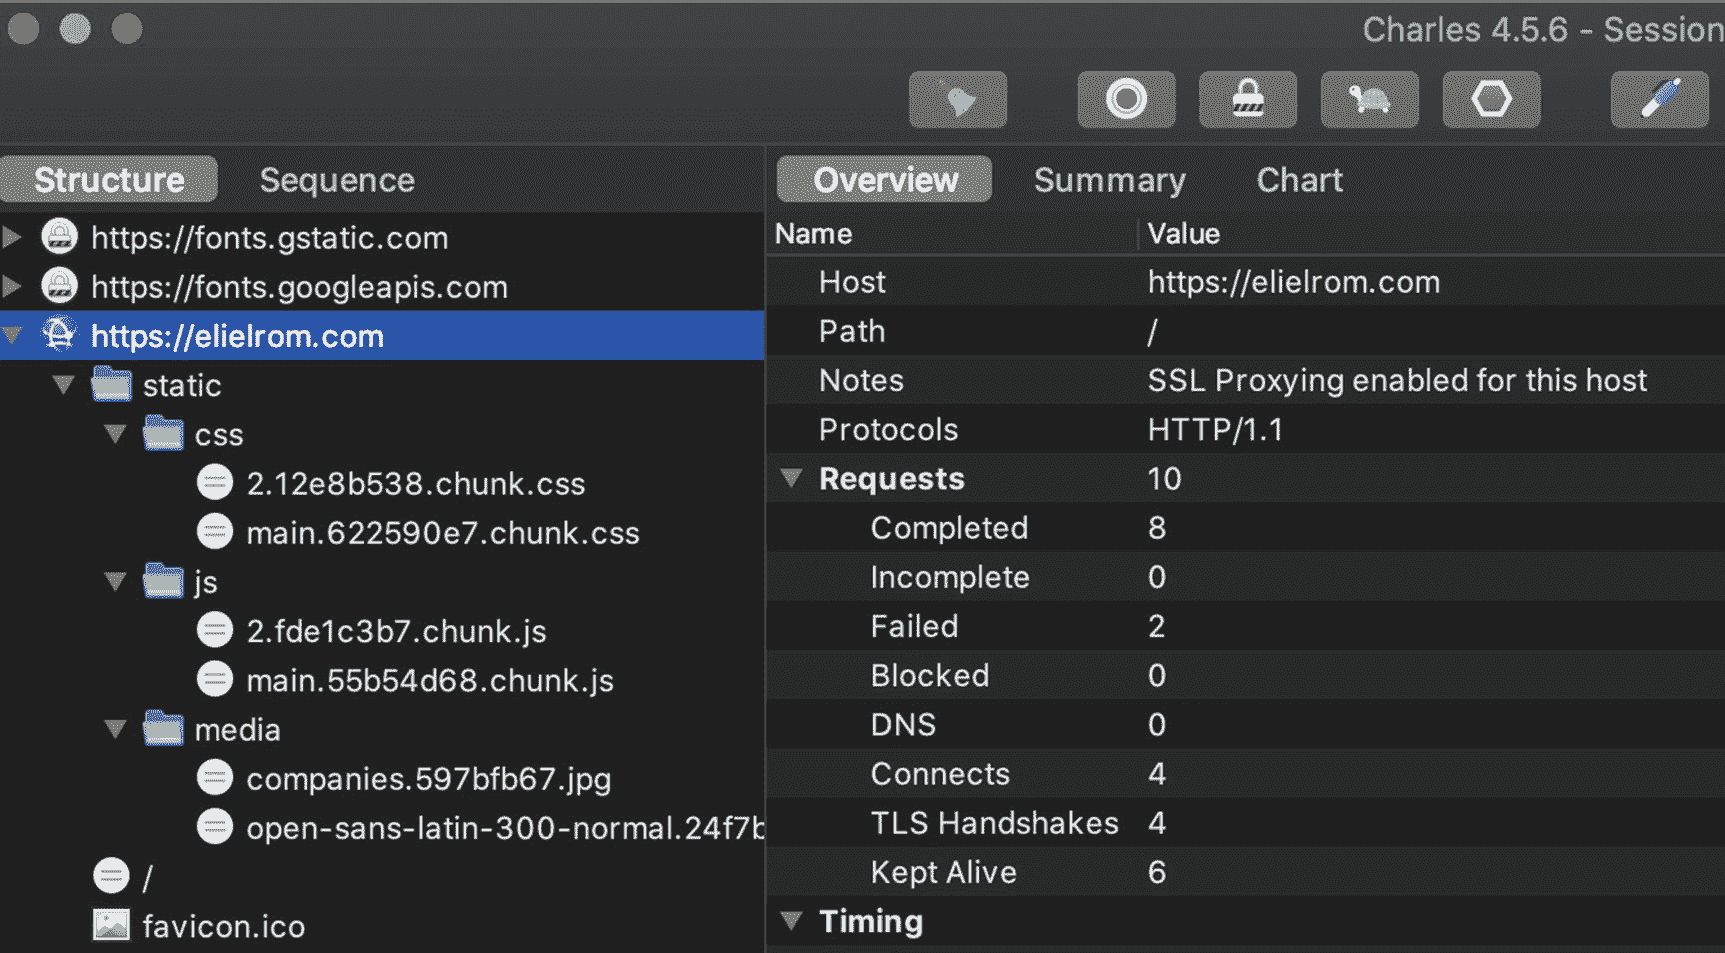 Charles 4.5.6 - Session
Structure
Sequence
https://fonts.gstatic.com
https://fonts.googleapis.com
https://elielrom.com
static
css
2.12e8b538.chunk.css
main.622590e7.chunk.css
js
2.fde1c3b7.chunk.js
main.55b54d68.chunk.js
media
companies.597bfb67.jpg
open-sans-latin-300-normal.24f7b
/
favicon.ico
Overview
Summary
Chart
Name Value
Host https://elielrom.com
Path /
Notes SSL Proxying enabled for this host
Protocols HTTP/1.1
Requests 10
Completed 8
Incomplete 0
Failed 2
Blocked 0
DNS 0
Connects 4
TLS Handshakes 4
Kept Alive 6
Timing